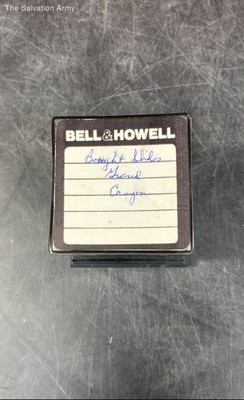 The Salvation Army
BELL & HOWELL
Bought Slides
Grand
Canyon